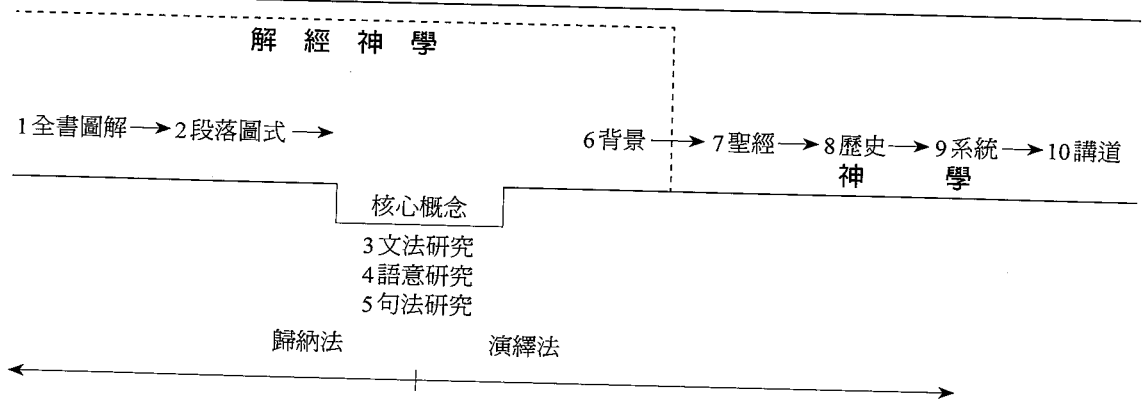 解經神學
1全書圖解→2段落圖式→
6背景→7聖經→8歷史→9系統→10講道
神 學
核心概念
3文法研究
4語意研究
5句法研究
歸納法 演繹法